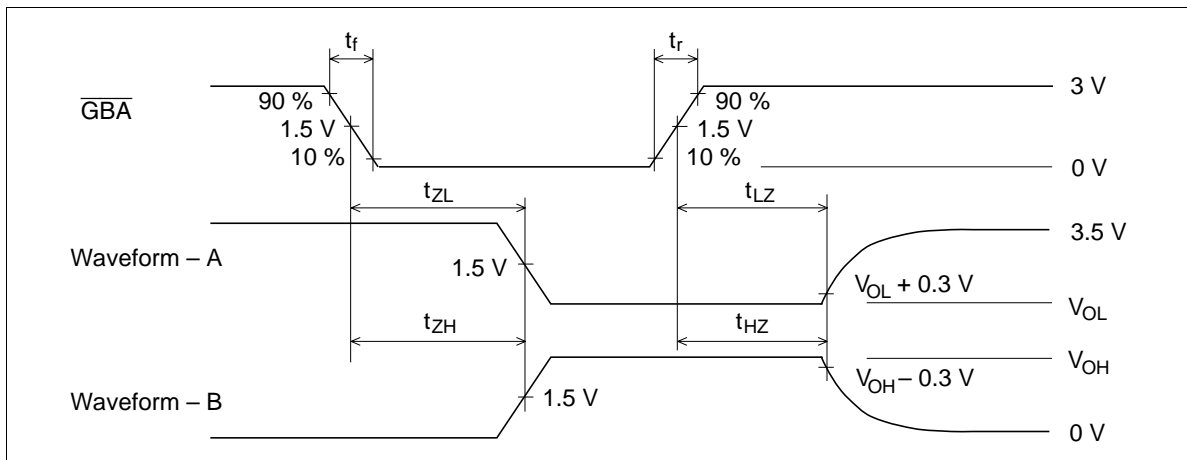 tf
tr
GBA
90 %
1.5 V
10 %
90 %
1.5 V
10 %
3 V
0 V
tZL
tLZ
Waveform – A
1.5 V
3.5 V
VOL + 0.3 V
VOL
tZH
tHZ
VOH
VOH – 0.3 V
Waveform – B
1.5 V
0 V